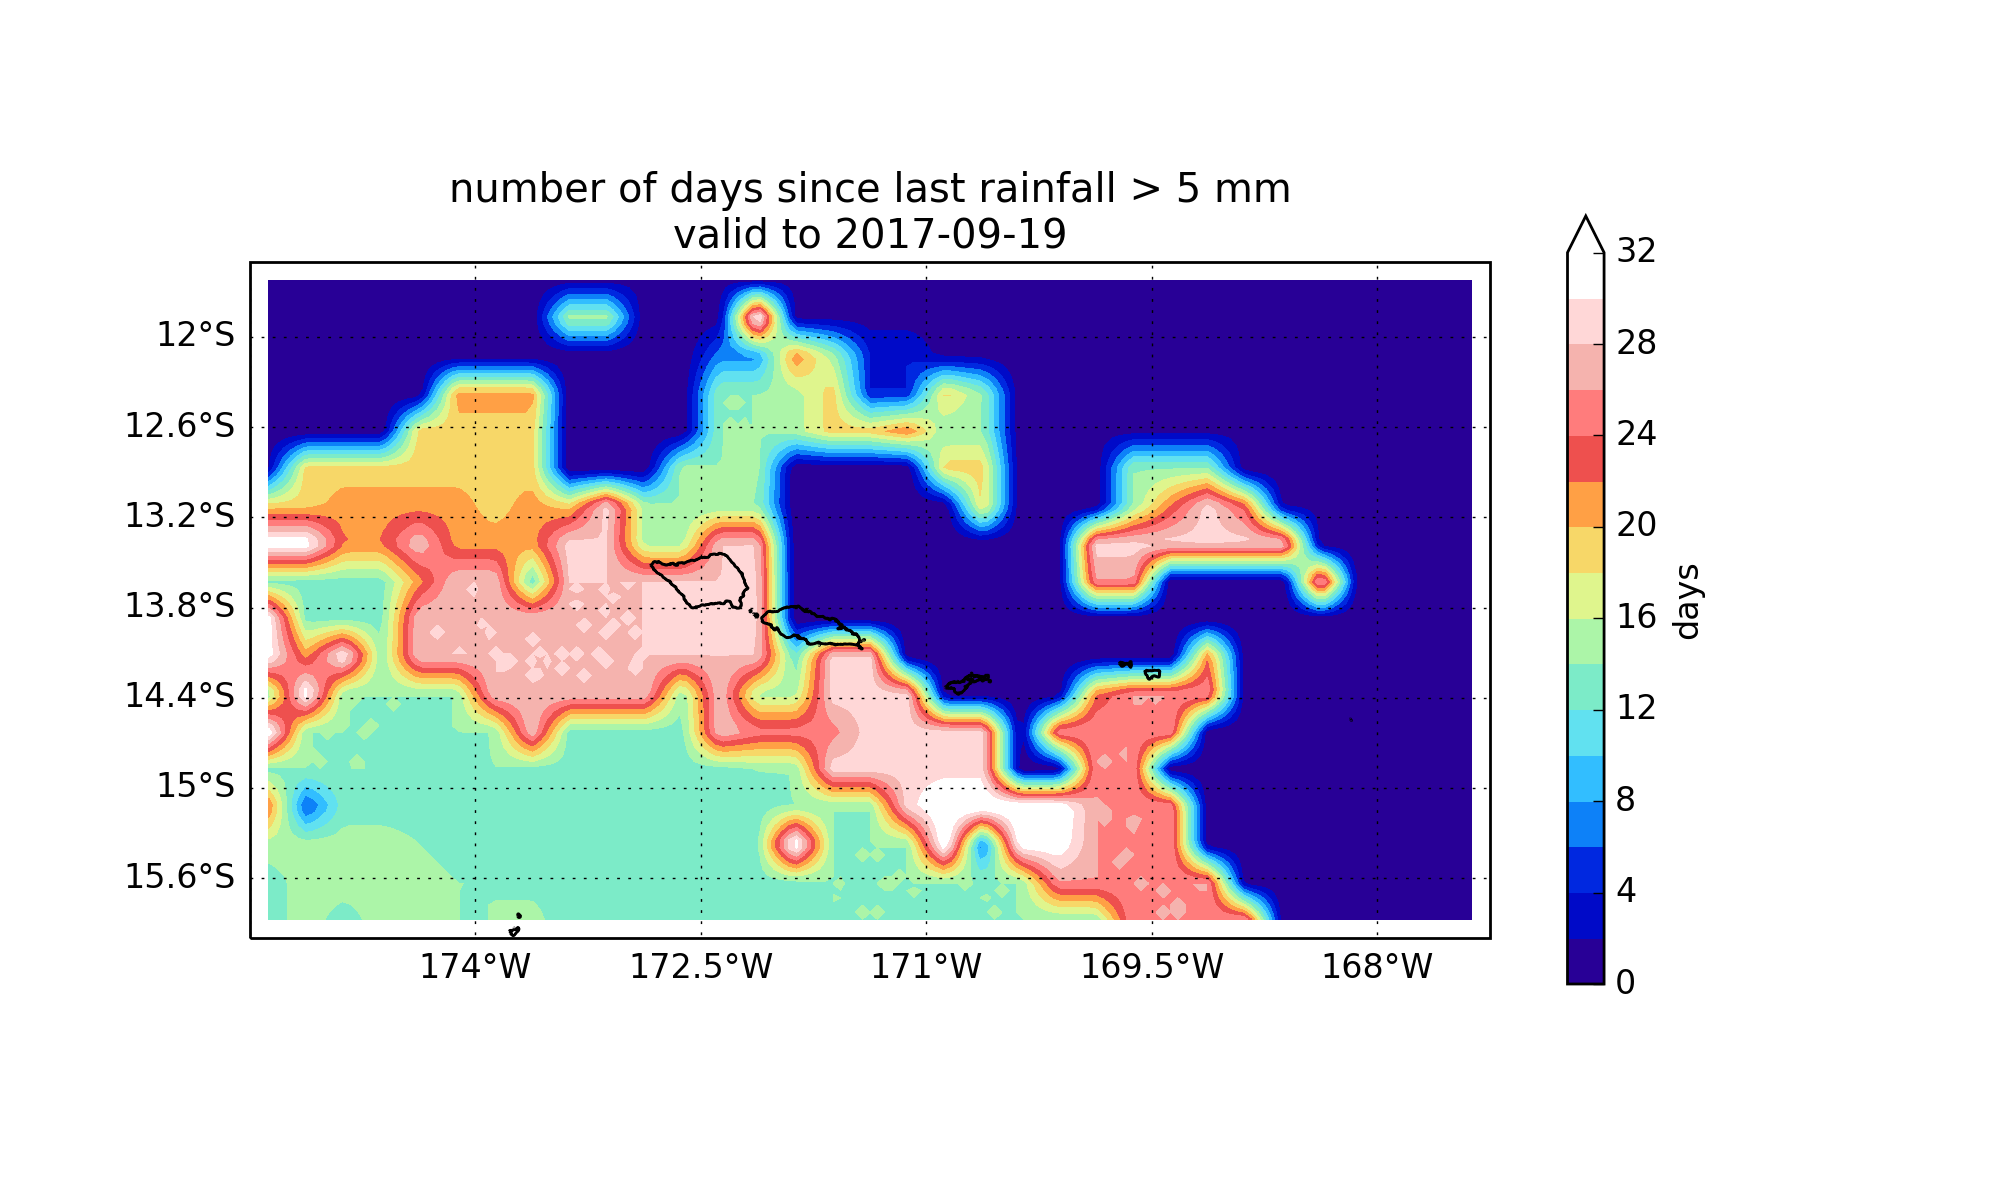 number of days since last rainfall > 5 mm
valid to 2017-09-19
12°S
12.6°S
13.2°S
13.8°S
14.4°S
15°S
15.6°S
174°W
172.5°W
171°W
169.5°W
168°W
32
28
24
20
16
12
8
4
0
days